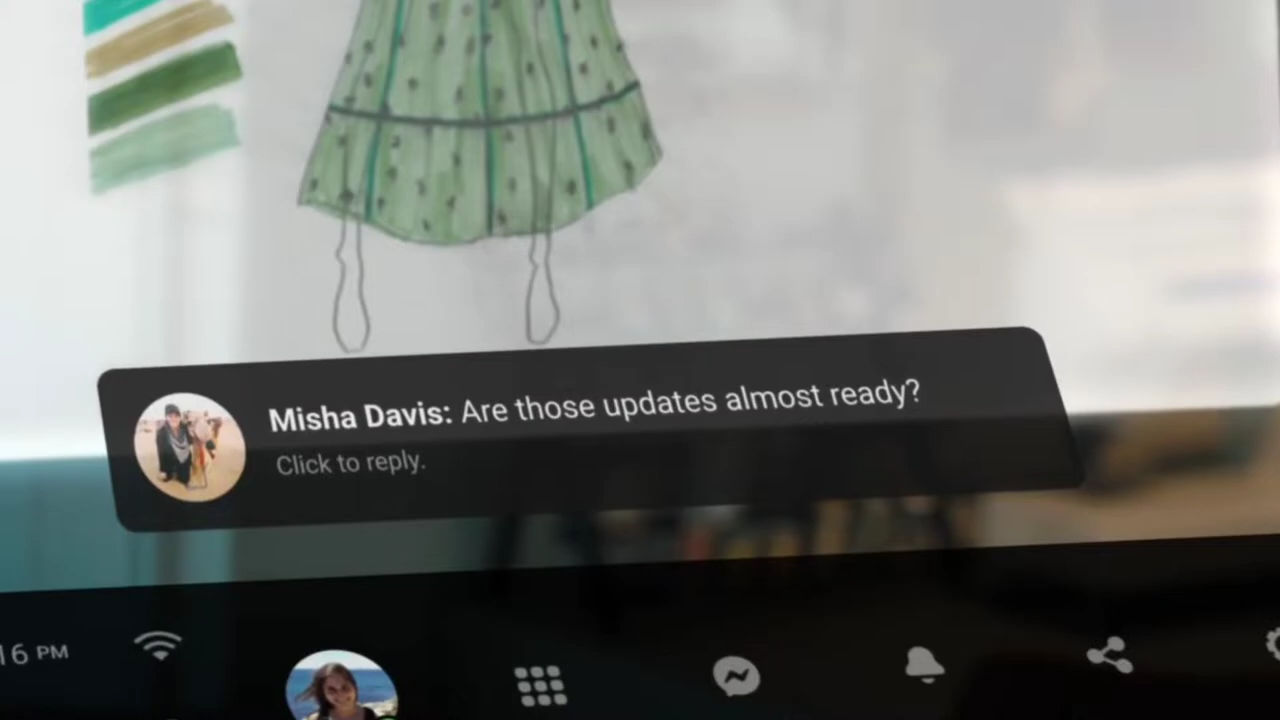 Misha Davis: Are those updates almost ready?
Click to reply.
16 PM